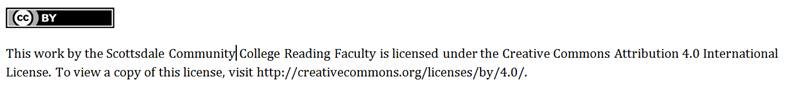 cc BY
This work by the Scottsdale Community College Reading Faculty is licensed under the Creative Commons Attribution 4.0 International
License. To view a copy of this license, visit http://creativecommons.org/licenses/by/4.0/.